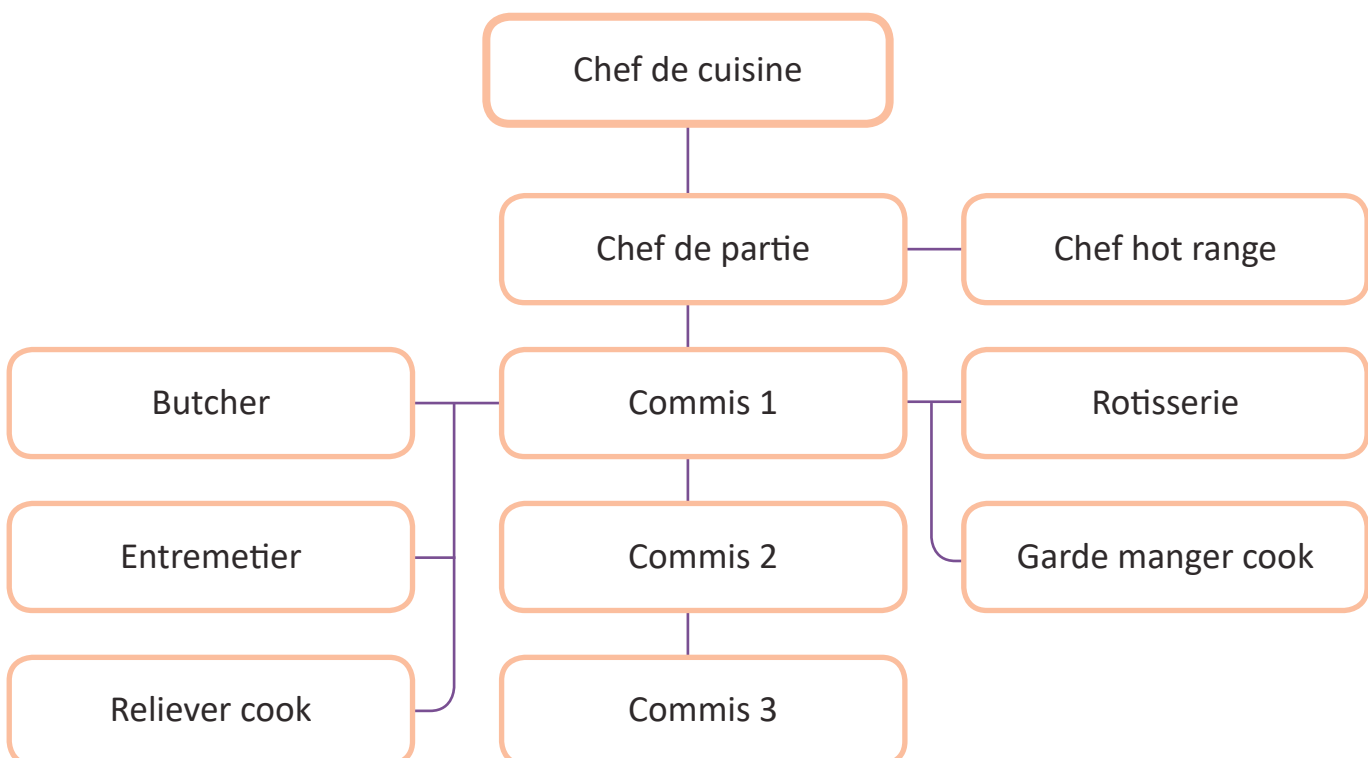 Chef de cuisine
Chef de partie
Chef hot range
Butcher
Commis 1
Rotisserie
Entremetier
Commis 2
Garde manger cook
Reliever cook
Commis 3